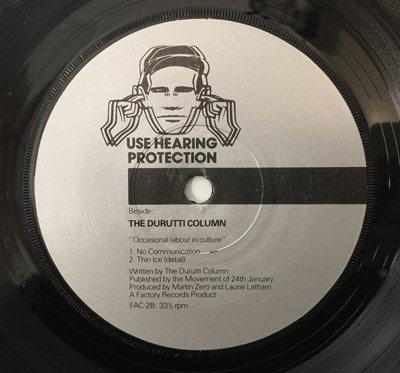 USE HEARING
PROTECTION
Beside:
THE DURUTTI COLUMN
"Occasional labour in culture"
1. No Communication
2. Thin Ice (detail)
Written by The Durutti Column
Published by the Movement of 24th January
Produced by Martin Zero and Laurie Latham
A Factory Records Product
FAC-2B: 33⅓ rpm